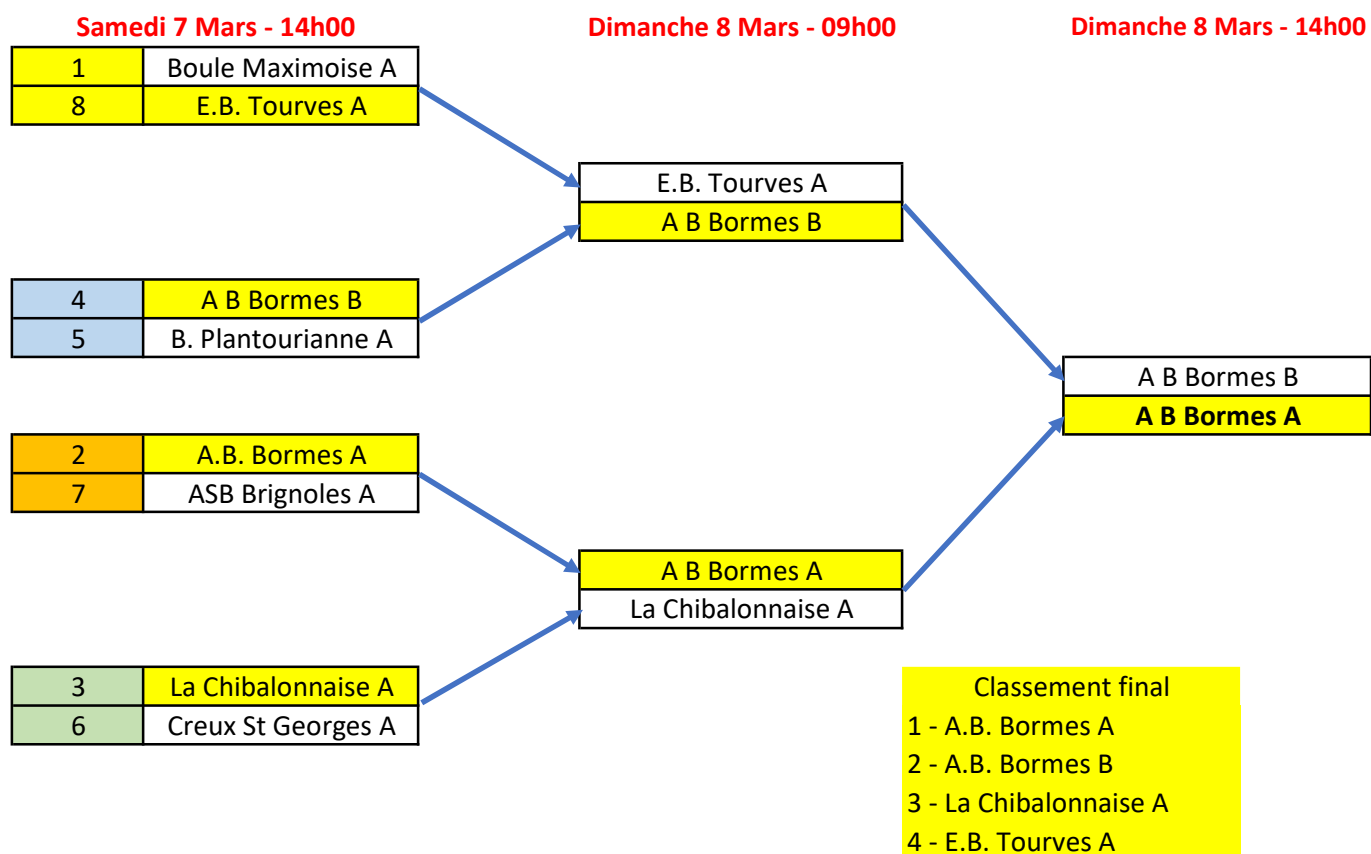 Samedi 7 Mars - 14h00 Dimanche 8 Mars - 09h00 Dimanche 8 Mars - 14h00
1 Boule Maximoise A
8 E.B. Tourves A
E.B. Tourves A
A B Bormes B
4 A B Bormes B
5 B. Plantourianne A
A B Bormes B
A B Bormes A
2 A.B. Bormes A
7 ASB Brignoles A
A B Bormes A
La Chibalonnaise A
3 La Chibalonnaise A
6 Creux St Georges A
Classement final
1 - A.B. Bormes A
2 - A.B. Bormes B
3 - La Chibalonnaise A
4 - E.B. Tourves A